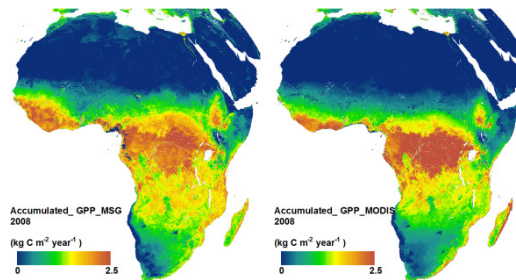 Accumulated_ GPP_MSG
2008
(kg C m⁻² year⁻¹)
0 2.5
Accumulated_ GPP_MODIS
2008
(kg C m⁻² year⁻¹)
0 2.5